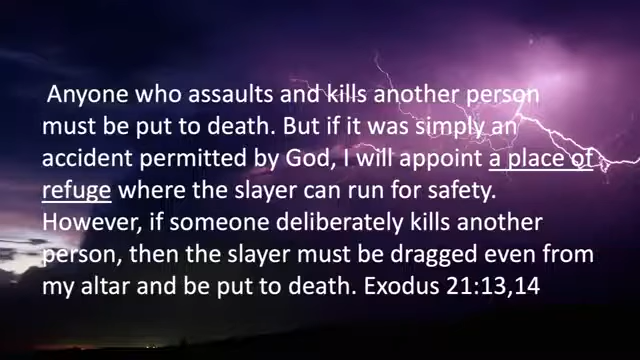 Anyone who assaults and kills another person
must be put to death. But if it was simply an
accident permitted by God, I will appoint a place of
refuge where the slayer can run for safety.
However, if someone deliberately kills another
person, then the slayer must be dragged even from
my altar and be put to death. Exodus 21:13,14